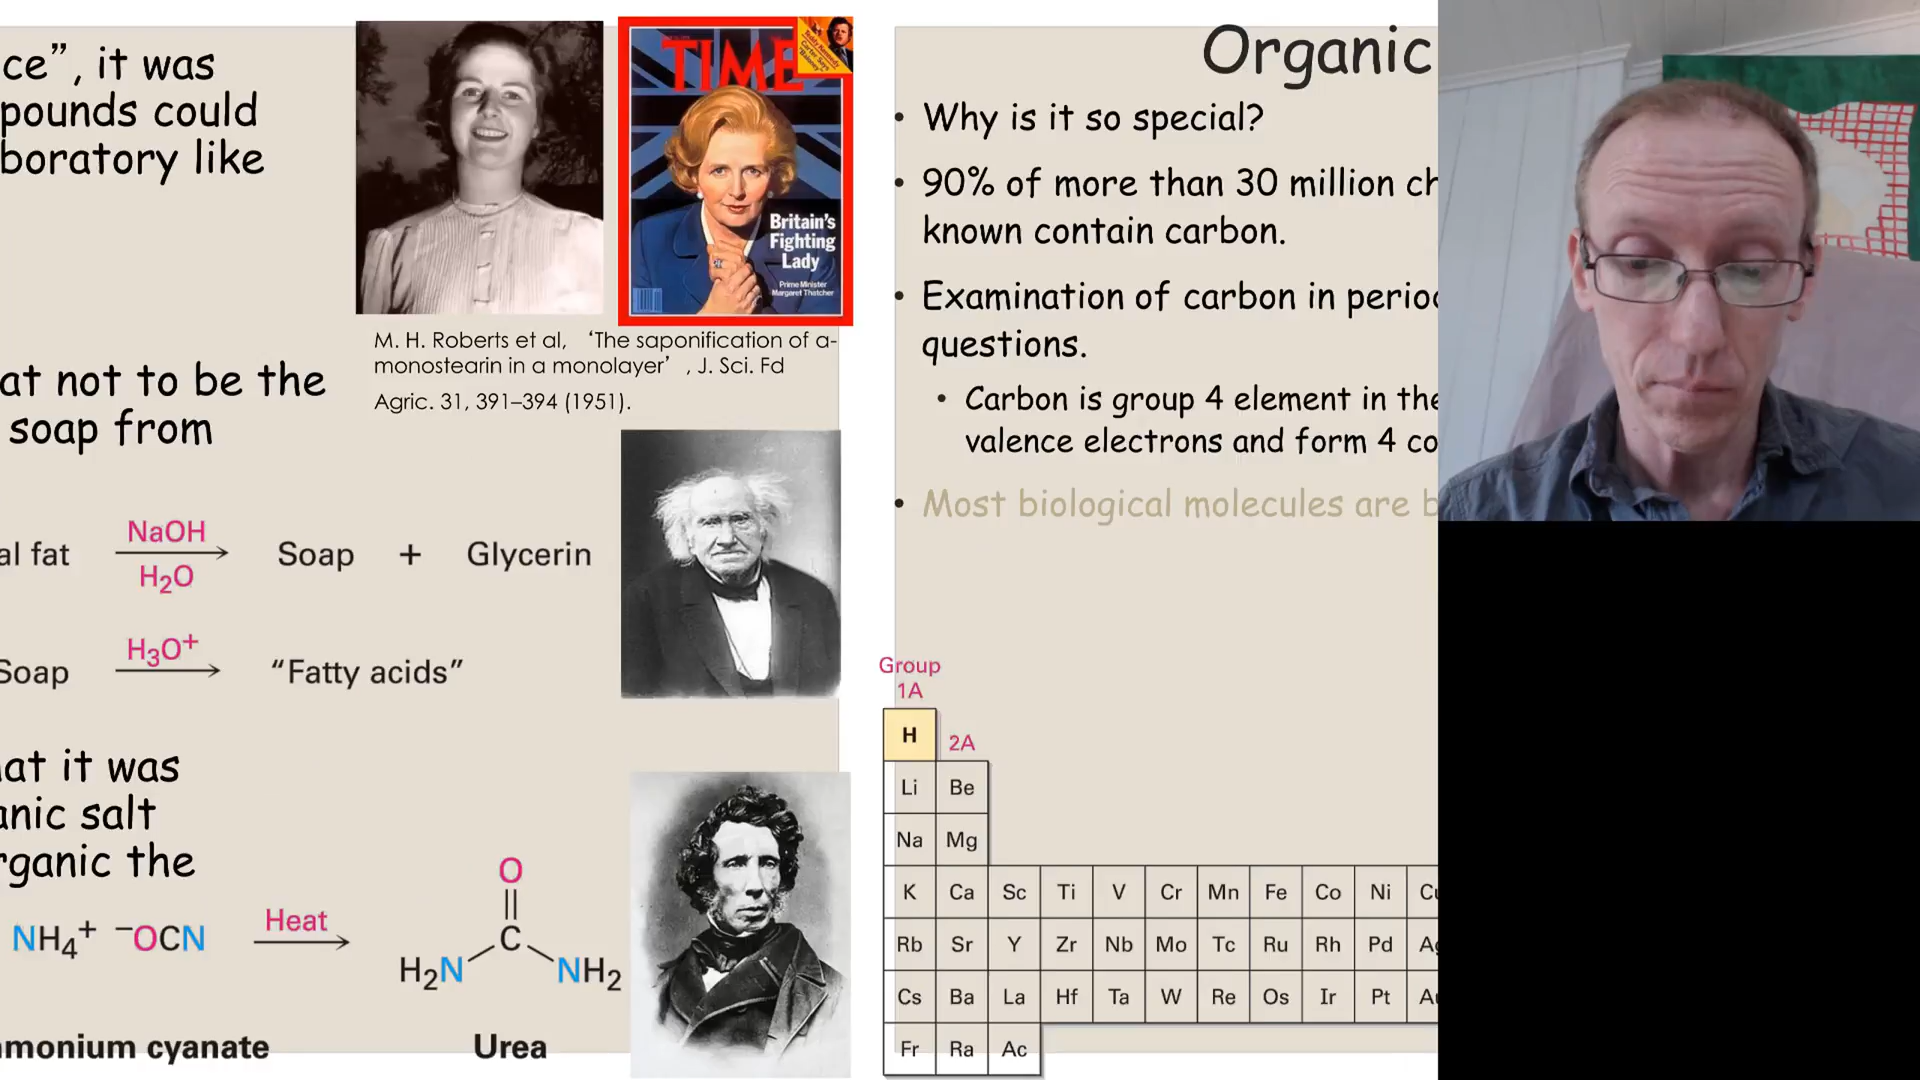 ce”, it was
pounds could
boratory like
TIME
Britain's
Fighting
Lady
Prime Minister
Margaret Thatcher
M. H. Roberts et al, ‘The saponification of a-
monostearin in a monolayer’ , J. Sci. Fd
Agric. 31, 391–394 (1951).
at not to be the
soap from
NaOH
al fat Soap + Glycerin
H2O
H3O+
Soap “Fatty acids”
at it was
anic salt
rganic the
O
NH4+ −OCN Heat C
H2N NH2
mmonium cyanate Urea
Organic
• Why is it so special?
• 90% of more than 30 million ch
known contain carbon.
• Examination of carbon in perio
questions.
• Carbon is group 4 element in the
valence electrons and form 4 co
• Most biological molecules are b
Group
1A
H 2A
Li Be
Na Mg
K Ca Sc Ti V Cr Mn Fe Co Ni Cu
Rb Sr Y Zr Nb Mo Tc Ru Rh Pd Ag
Cs Ba La Hf Ta W Re Os Ir Pt Au
Fr Ra Ac